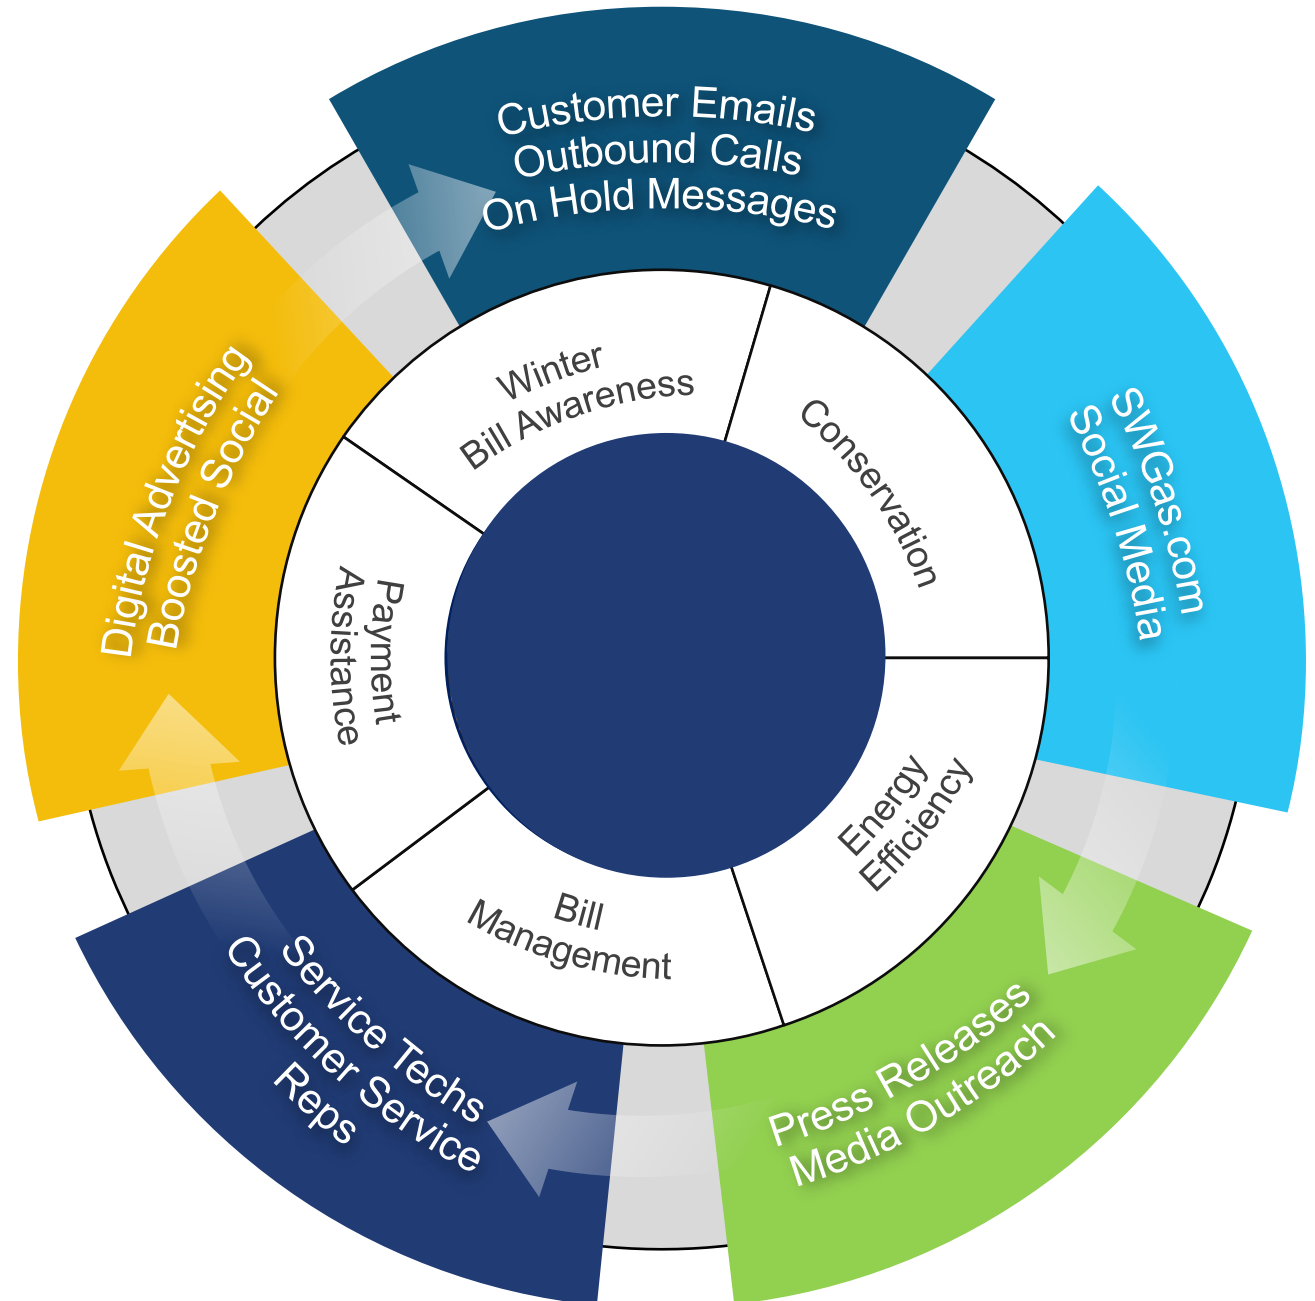 Customer Emails
Outbound Calls
On Hold Messages
SWGas.com
Social Media
Press Releases
Media Outreach
Service Techs
Customer Service
Reps
Digital Advertising
Boosted Social
Winter
Bill Awareness
Conservation
Energy
Efficiency
Bill
Management
Payment
Assistance